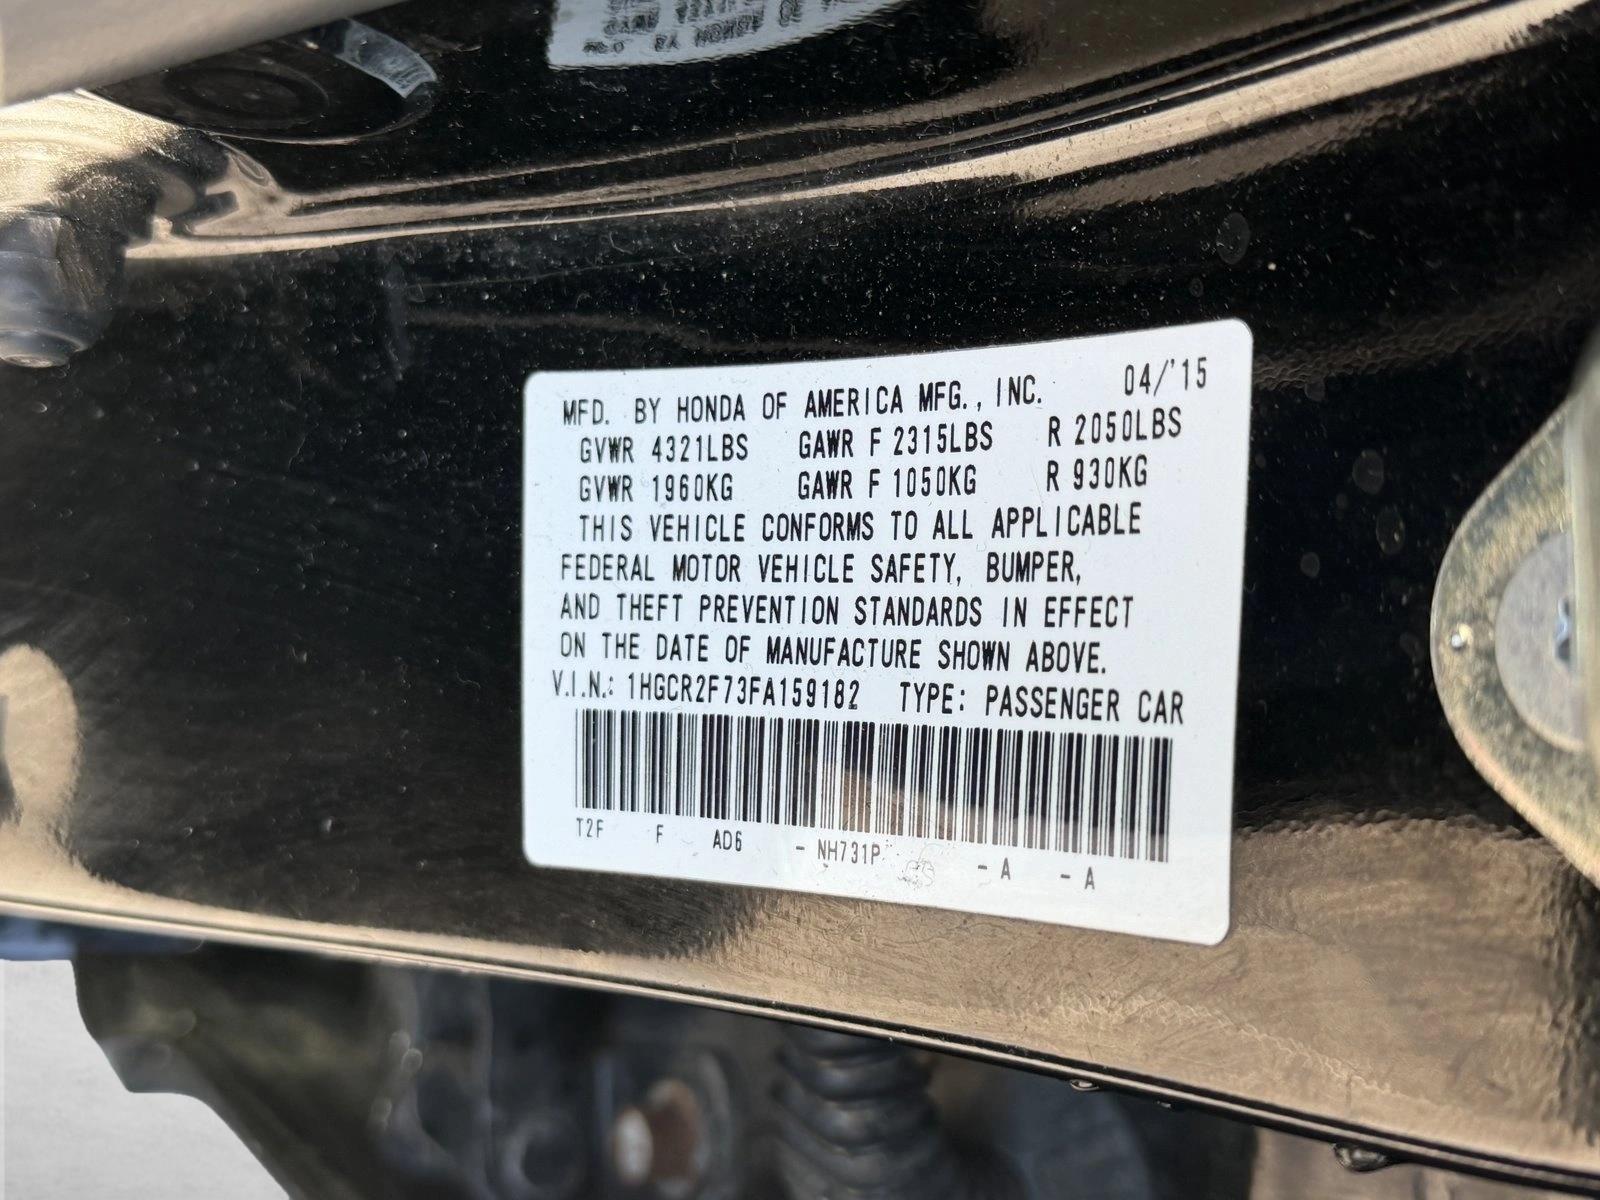 MFD. BY HONDA OF AMERICA MFG., INC. 04/'15
GVWR 4321LBS GAWR F 2315LBS R 2050LBS
GVWR 1960KG GAWR F 1050KG R 930KG
THIS VEHICLE CONFORMS TO ALL APPLICABLE
FEDERAL MOTOR VEHICLE SAFETY, BUMPER,
AND THEFT PREVENTION STANDARDS IN EFFECT
ON THE DATE OF MANUFACTURE SHOWN ABOVE.
V.I.N.: 1HGCR2F73FA159182 TYPE: PASSENGER CAR
T2F F AD6 - NH731P - A - A